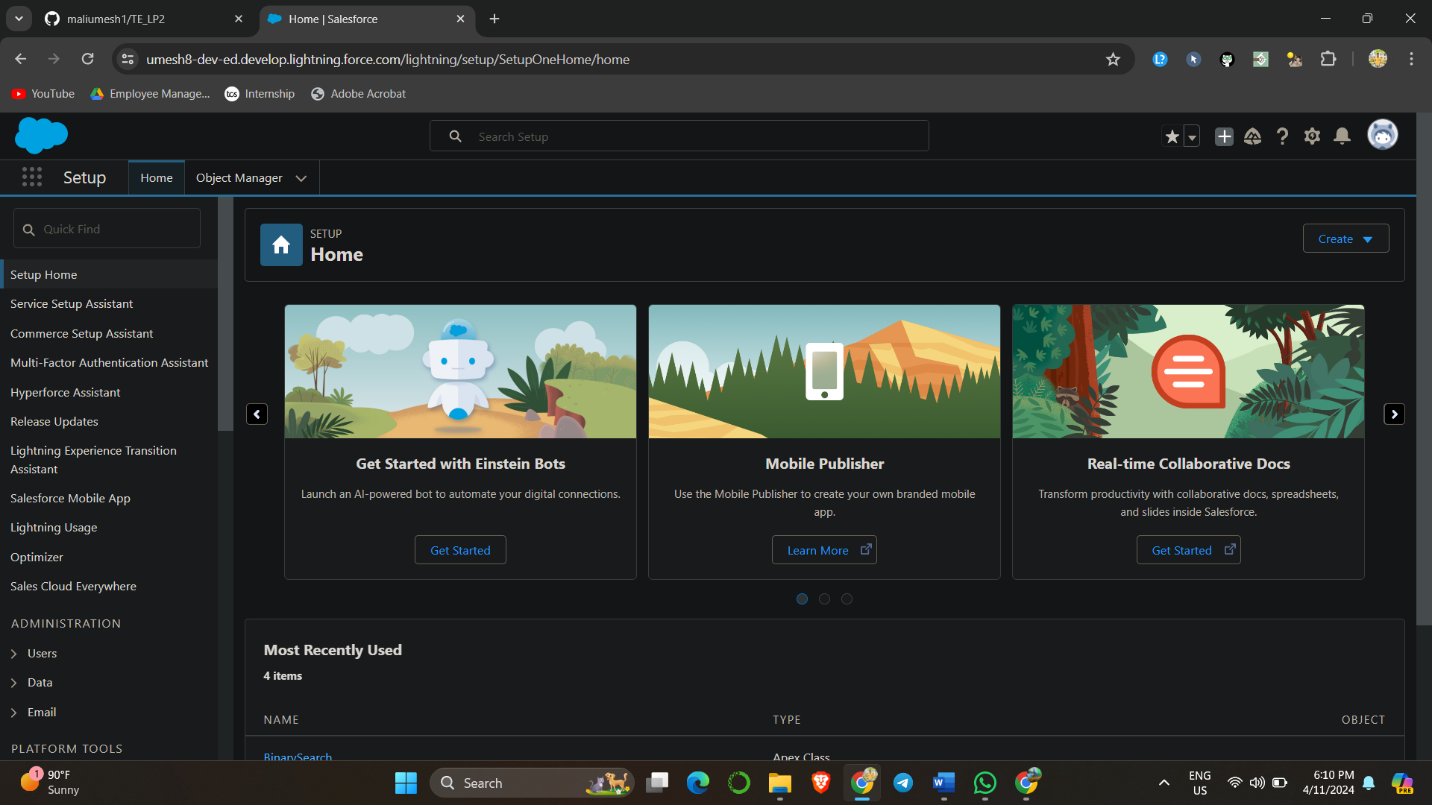 maliumesh1/TE_LP2
Home | Salesforce
umesh8-dev-ed.develop.lightning.force.com/lightning/setup/SetupOneHome/home
YouTube
Employee Manage...
tcs
Internship
Adobe Acrobat
Search Setup
Setup
Home
Object Manager
Quick Find
Setup Home
Service Setup Assistant
Commerce Setup Assistant
Multi-Factor Authentication Assistant
Hyperforce Assistant
Release Updates
Lightning Experience Transition
Assistant
Salesforce Mobile App
Lightning Usage
Optimizer
Sales Cloud Everywhere
ADMINISTRATION
Users
Data
Email
PLATFORM TOOLS
SETUP
Home
Create
Get Started with Einstein Bots
Launch an AI-powered bot to automate your digital connections.
Get Started
Mobile Publisher
Use the Mobile Publisher to create your own branded mobile
app.
Learn More
Real-time Collaborative Docs
Transform productivity with collaborative docs, spreadsheets,
and slides inside Salesforce.
Get Started
Most Recently Used
4 items
NAME TYPE OBJECT
BinarySearch Apex Class
1
90°F
Sunny
Search
ENG
US
6:10 PM
4/11/2024
PRE